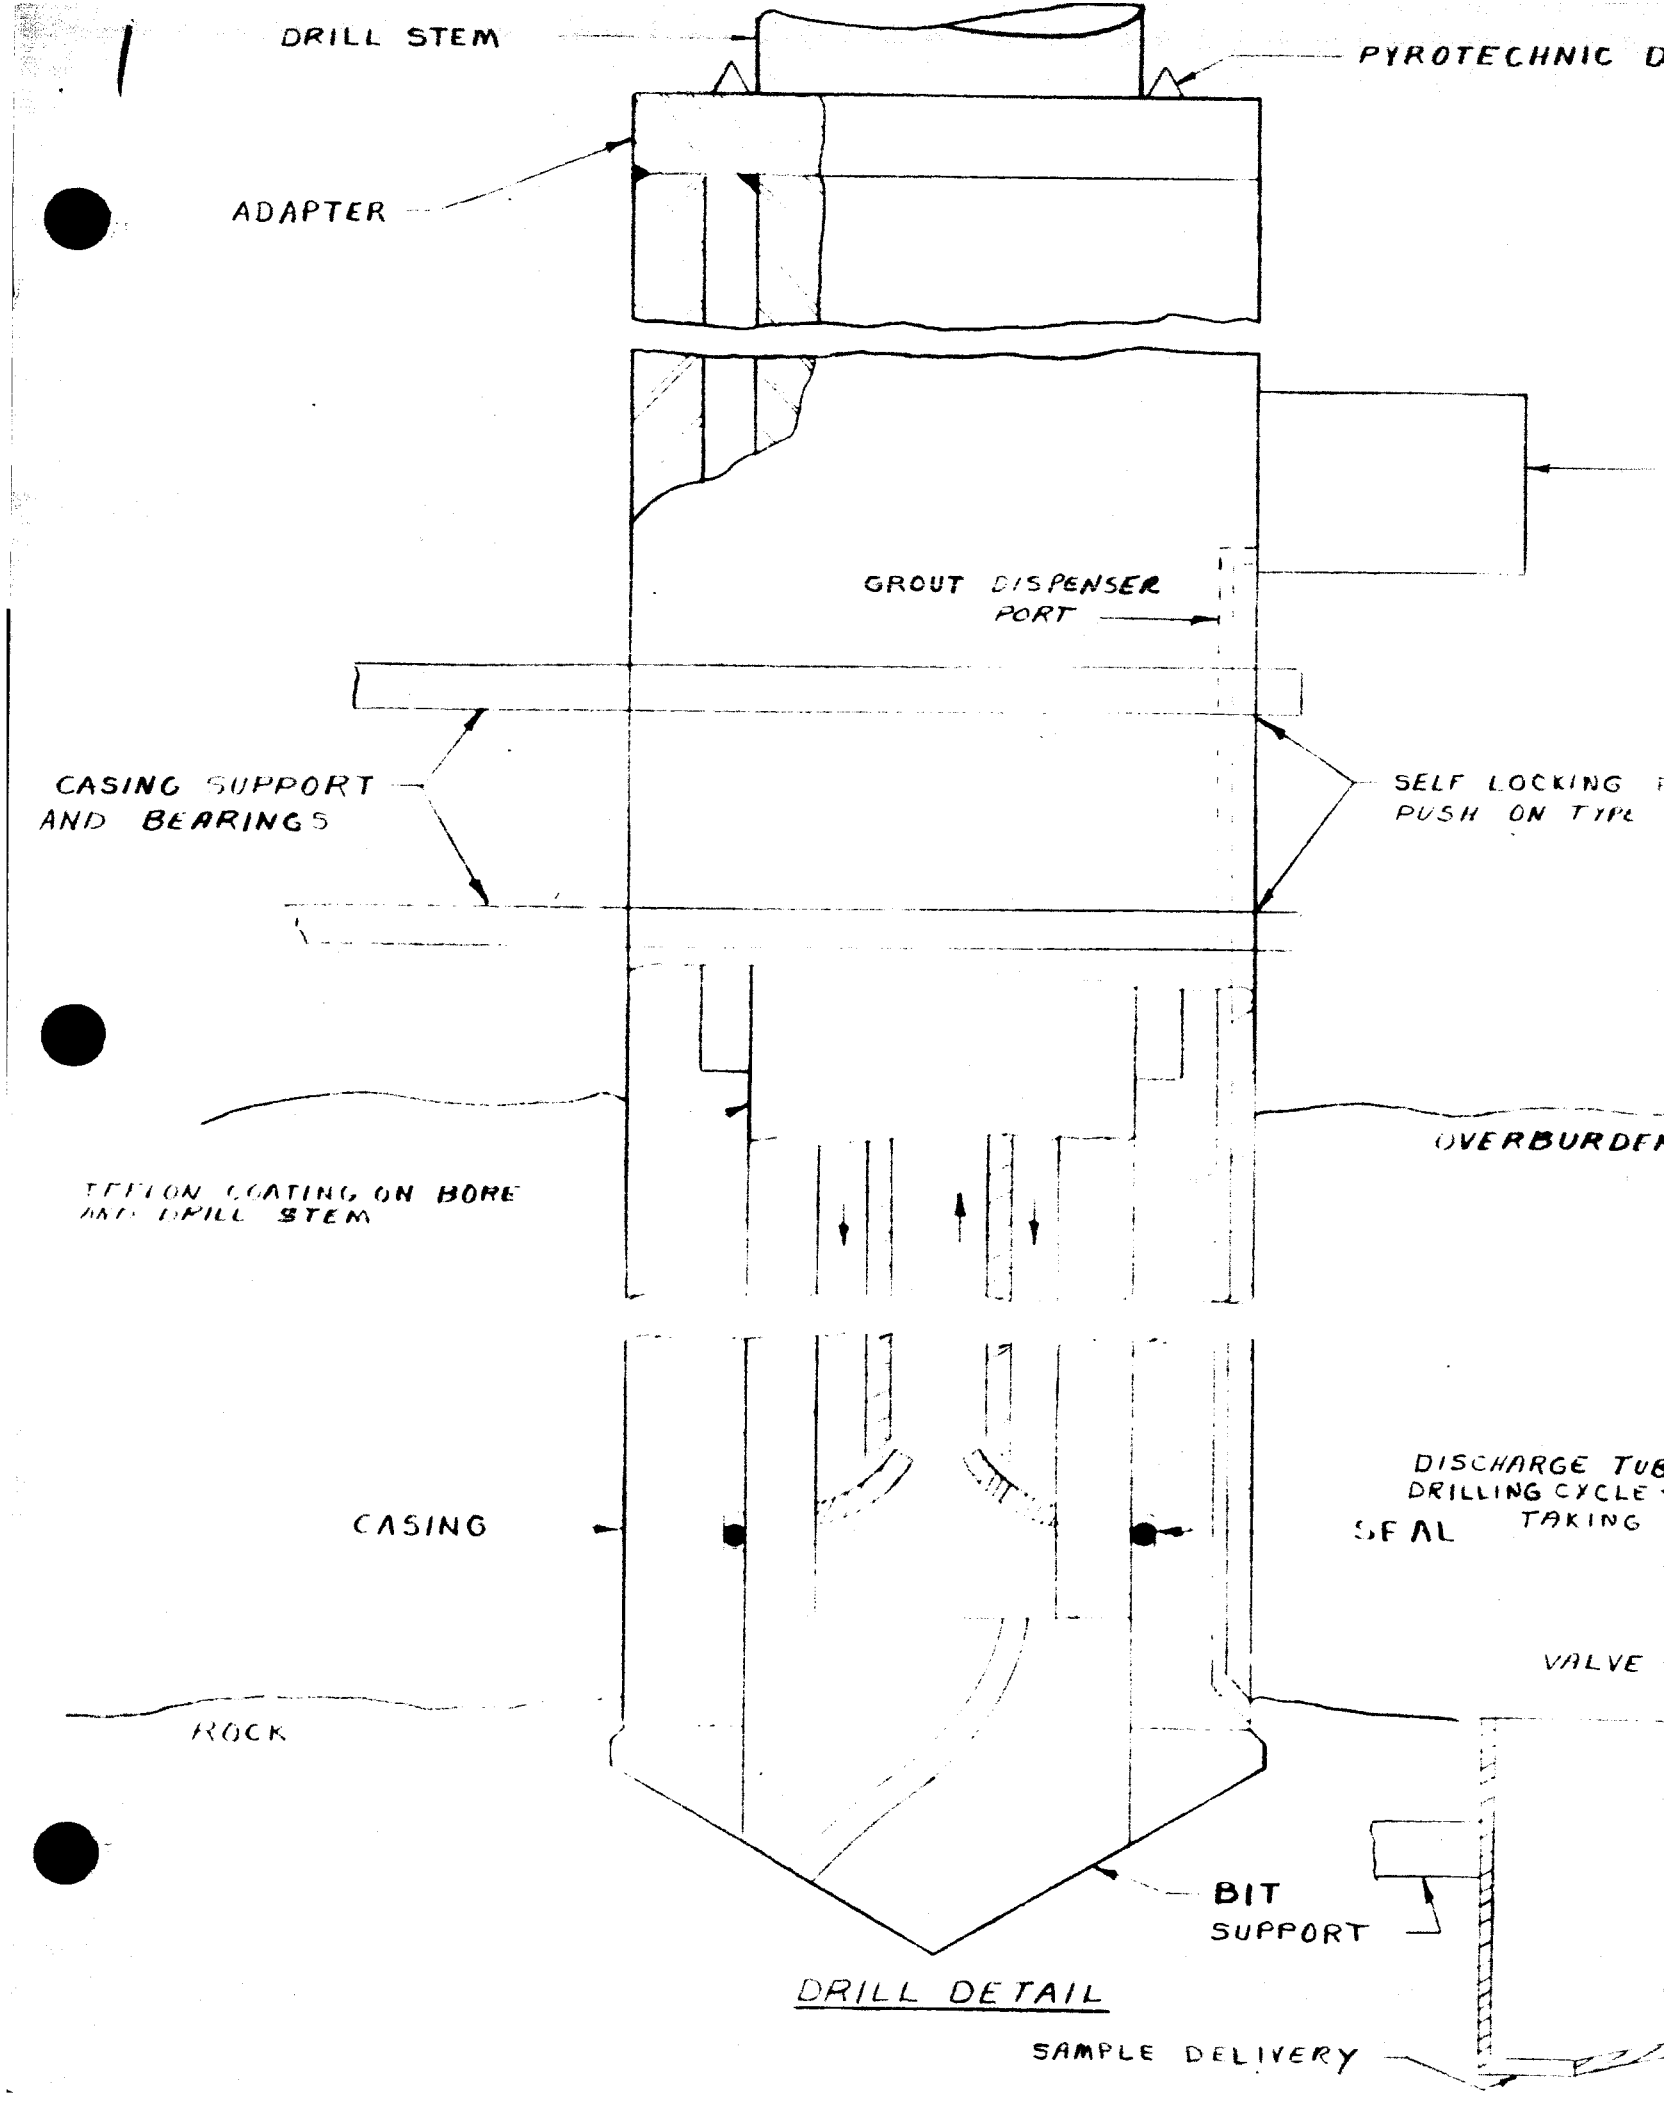 DRILL STEM
PYROTECHNIC D
ADAPTER
GROUT DISPENSER
PORT
CASING SUPPORT
AND BEARINGS
SELF LOCKING
PUSH ON TYPE
OVERBURDEN
TEFLON COATING ON BORE
AND DRILL STEM
DISCHARGE TUB
DRILLING CYCLE
TAKING
CASING
SEAL
VALVE
ROCK
BIT
SUPPORT
DRILL DETAIL
SAMPLE DELIVERY